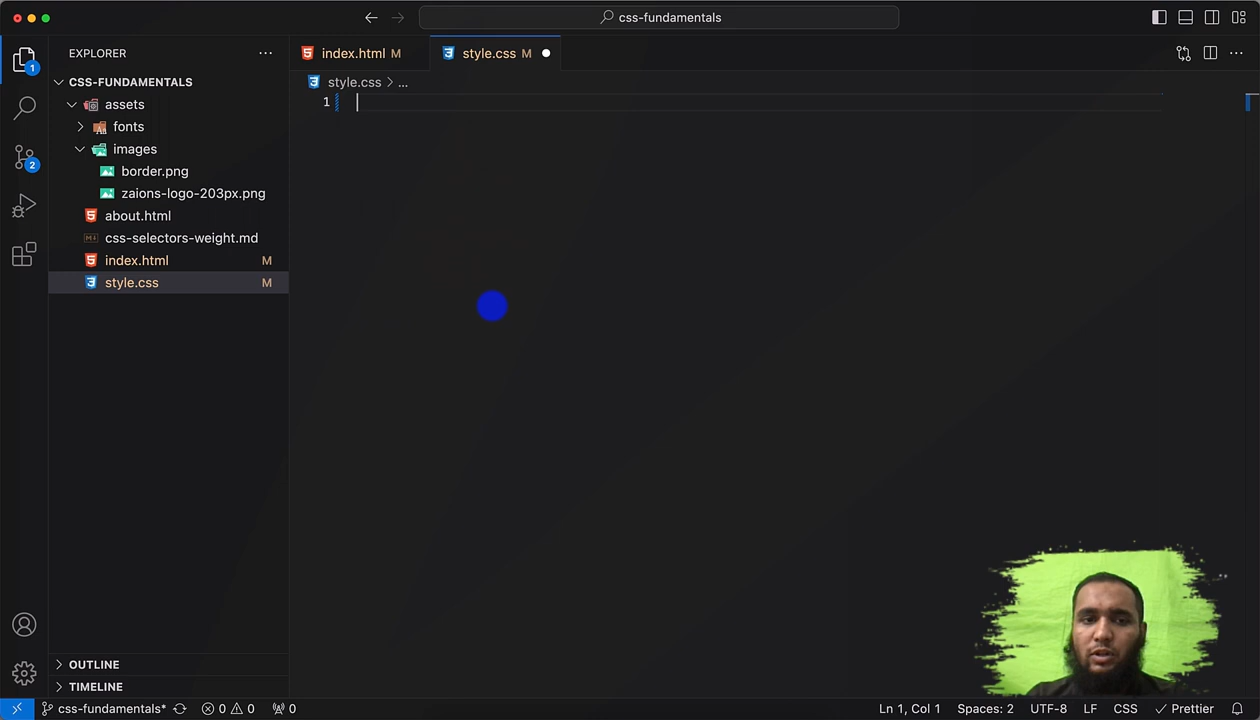 css-fundamentals
EXPLORER
index.html M
style.css M
CSS-FUNDAMENTALS
style.css > ...
1
assets
fonts
images
border.png
zaions-logo-203px.png
about.html
css-selectors-weight.md
index.html M
style.css M
1
2
OUTLINE
TIMELINE
css-fundamentals* 0 0 0 Ln 1, Col 1 Spaces: 2 UTF-8 LF CSS Prettier